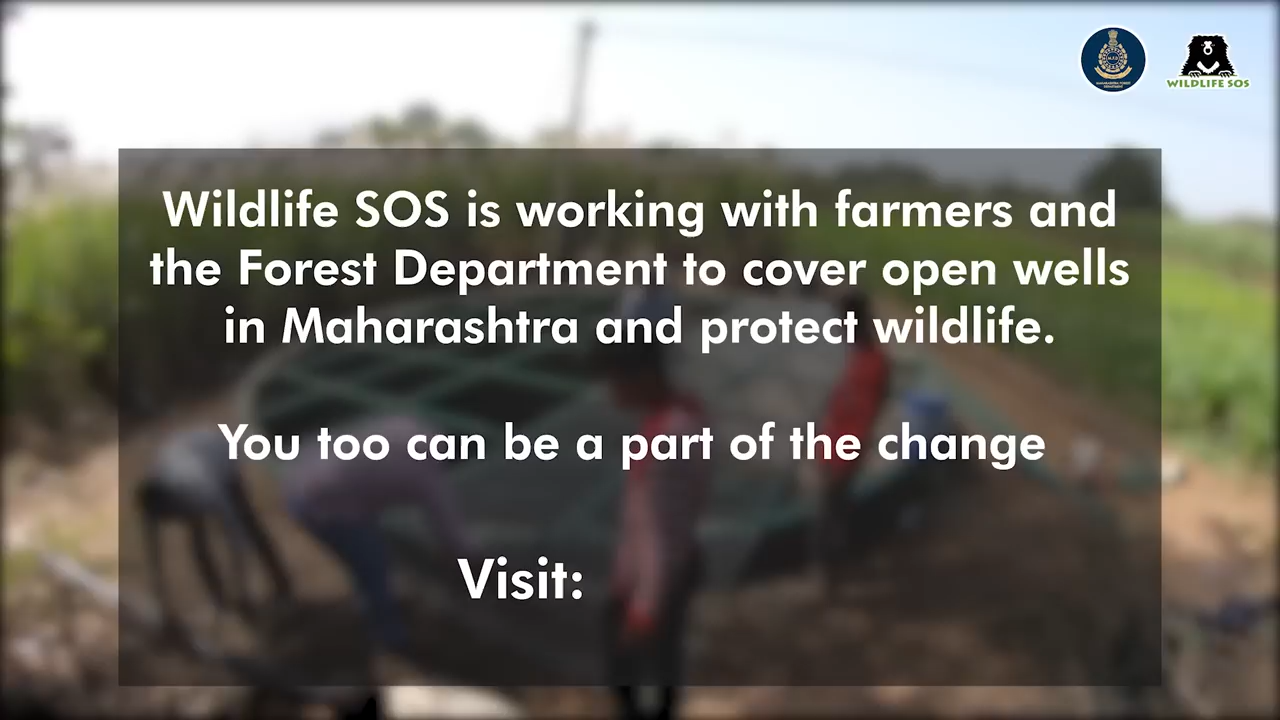 WILDLIFE SOS
Wildlife SOS is working with farmers and
the Forest Department to cover open wells
in Maharashtra and protect wildlife.
You too can be a part of the change
Visit: